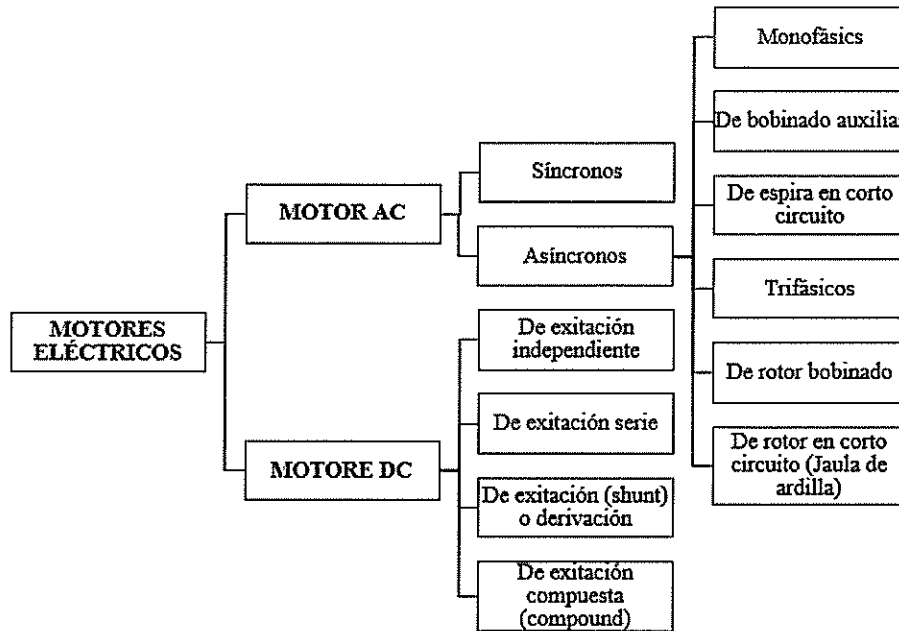 MOTORES
ELÉCTRICOS
MOTOR AC
Síncronos
Asíncronos
Monofásics
De bobinado auxilia
De espira en corto
circuito
Trifásicos
De rotor bobinado
De rotor en corto
circuito (Jaula de
ardilla)
MOTORE DC
De exitación
independiente
De exitación serie
De exitación (shunt)
o derivación
De exitación
compuesta
(compound)